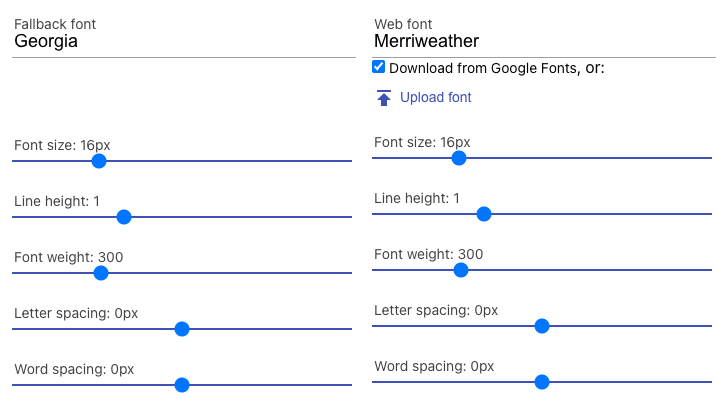 Fallback font
Georgia
Font size: 16px
Line height: 1
Font weight: 300
Letter spacing: 0px
Word spacing: 0px
Web font
Merriweather
Download from Google Fonts, or:
Upload font
Font size: 16px
Line height: 1
Font weight: 300
Letter spacing: 0px
Word spacing: 0px